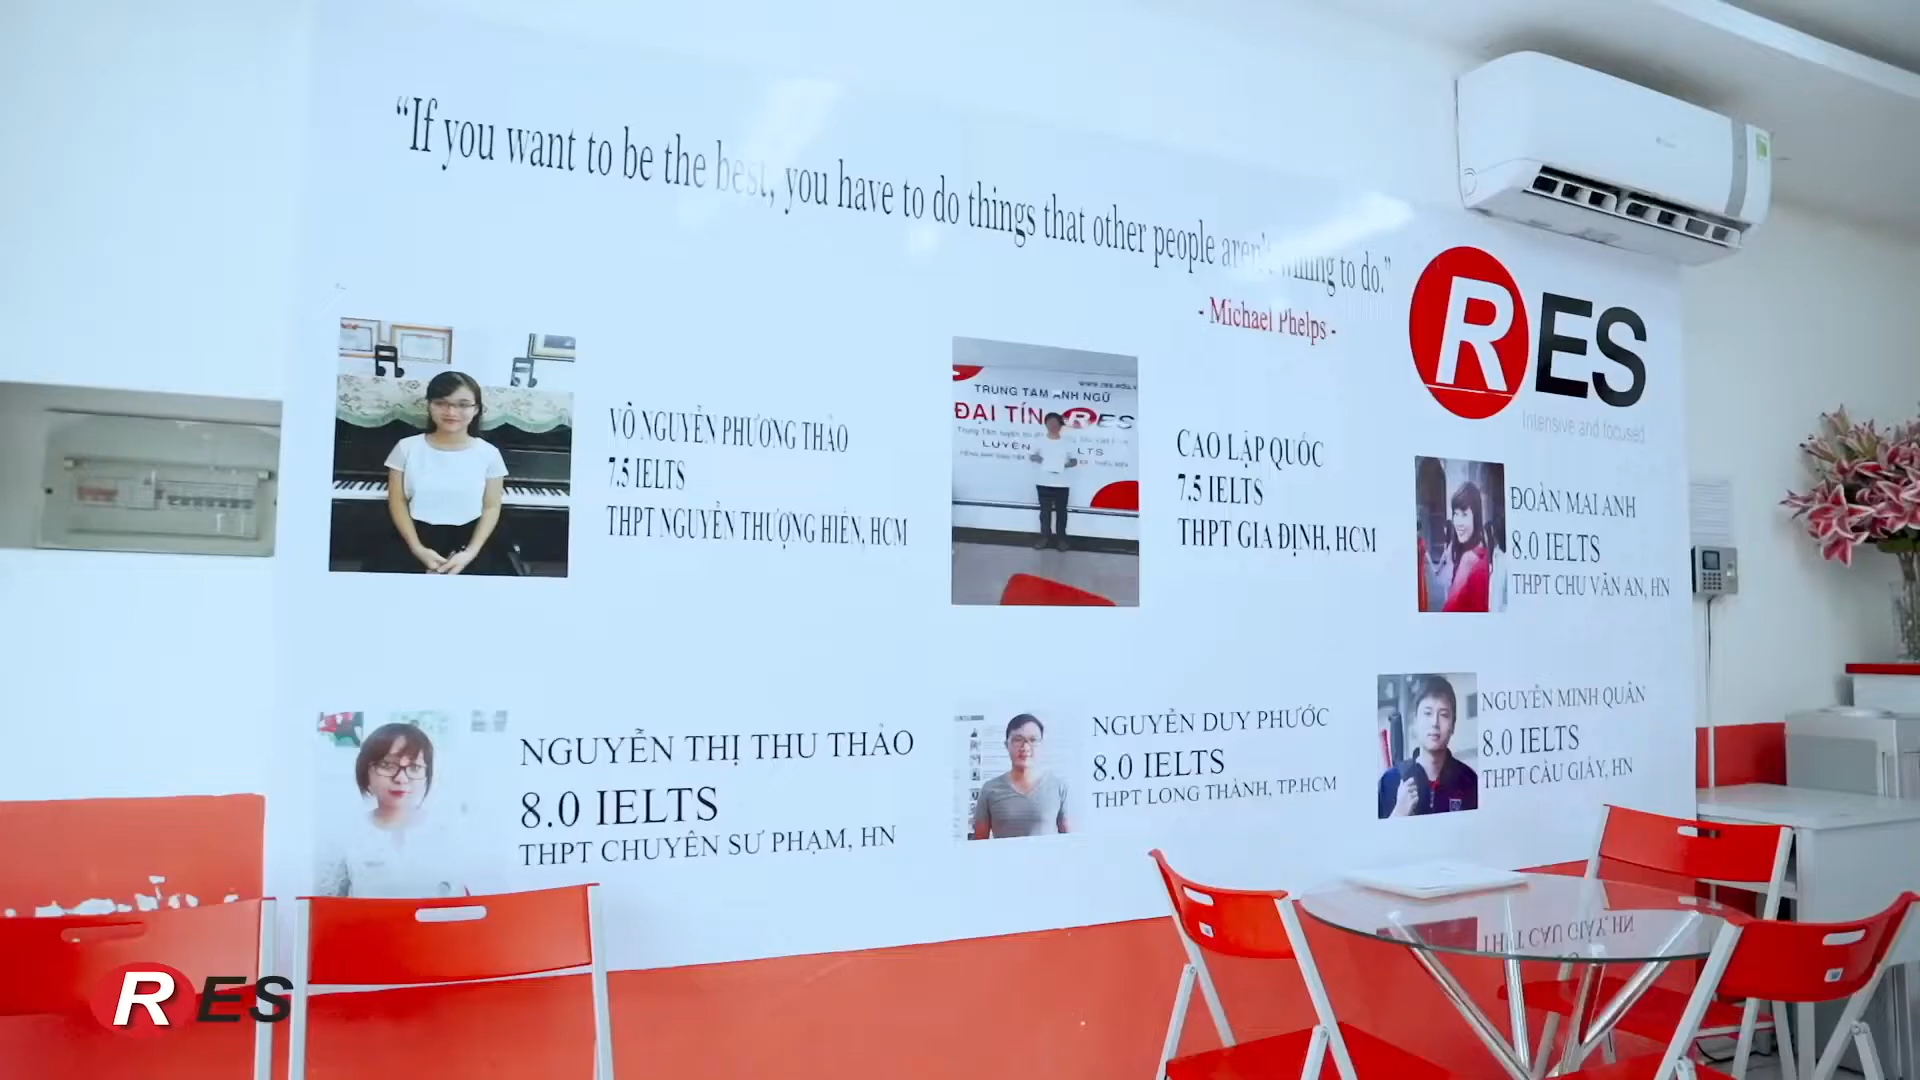 “If you want to be the best, you have to do things that other people aren't willing to do.”
- Michael Phelps -
RES
Intensive and focused
VÕ NGUYỄN PHƯƠNG THẢO
7.5 IELTS
THPT NGUYỄN THƯỢNG HIỀN, HCM
www.res.edu.v
TRUNG TÂM ANH NGỮ
ĐẠI TÍN RES
LUYỆN LTS
CAO LẬP QUỐC
7.5 IELTS
THPT GIA ĐỊNH, HCM
ĐOÀN MAI ANH
8.0 IELTS
THPT CHU VĂN AN, HN
NGUYỄN THỊ THU THẢO
8.0 IELTS
THPT CHUYÊN SƯ PHẠM, HN
NGUYỄN DUY PHƯỚC
8.0 IELTS
THPT LONG THÀNH, TP.HCM
NGUYỄN MINH QUÂN
8.0 IELTS
THPT CẦU GIẤY, HN
RES